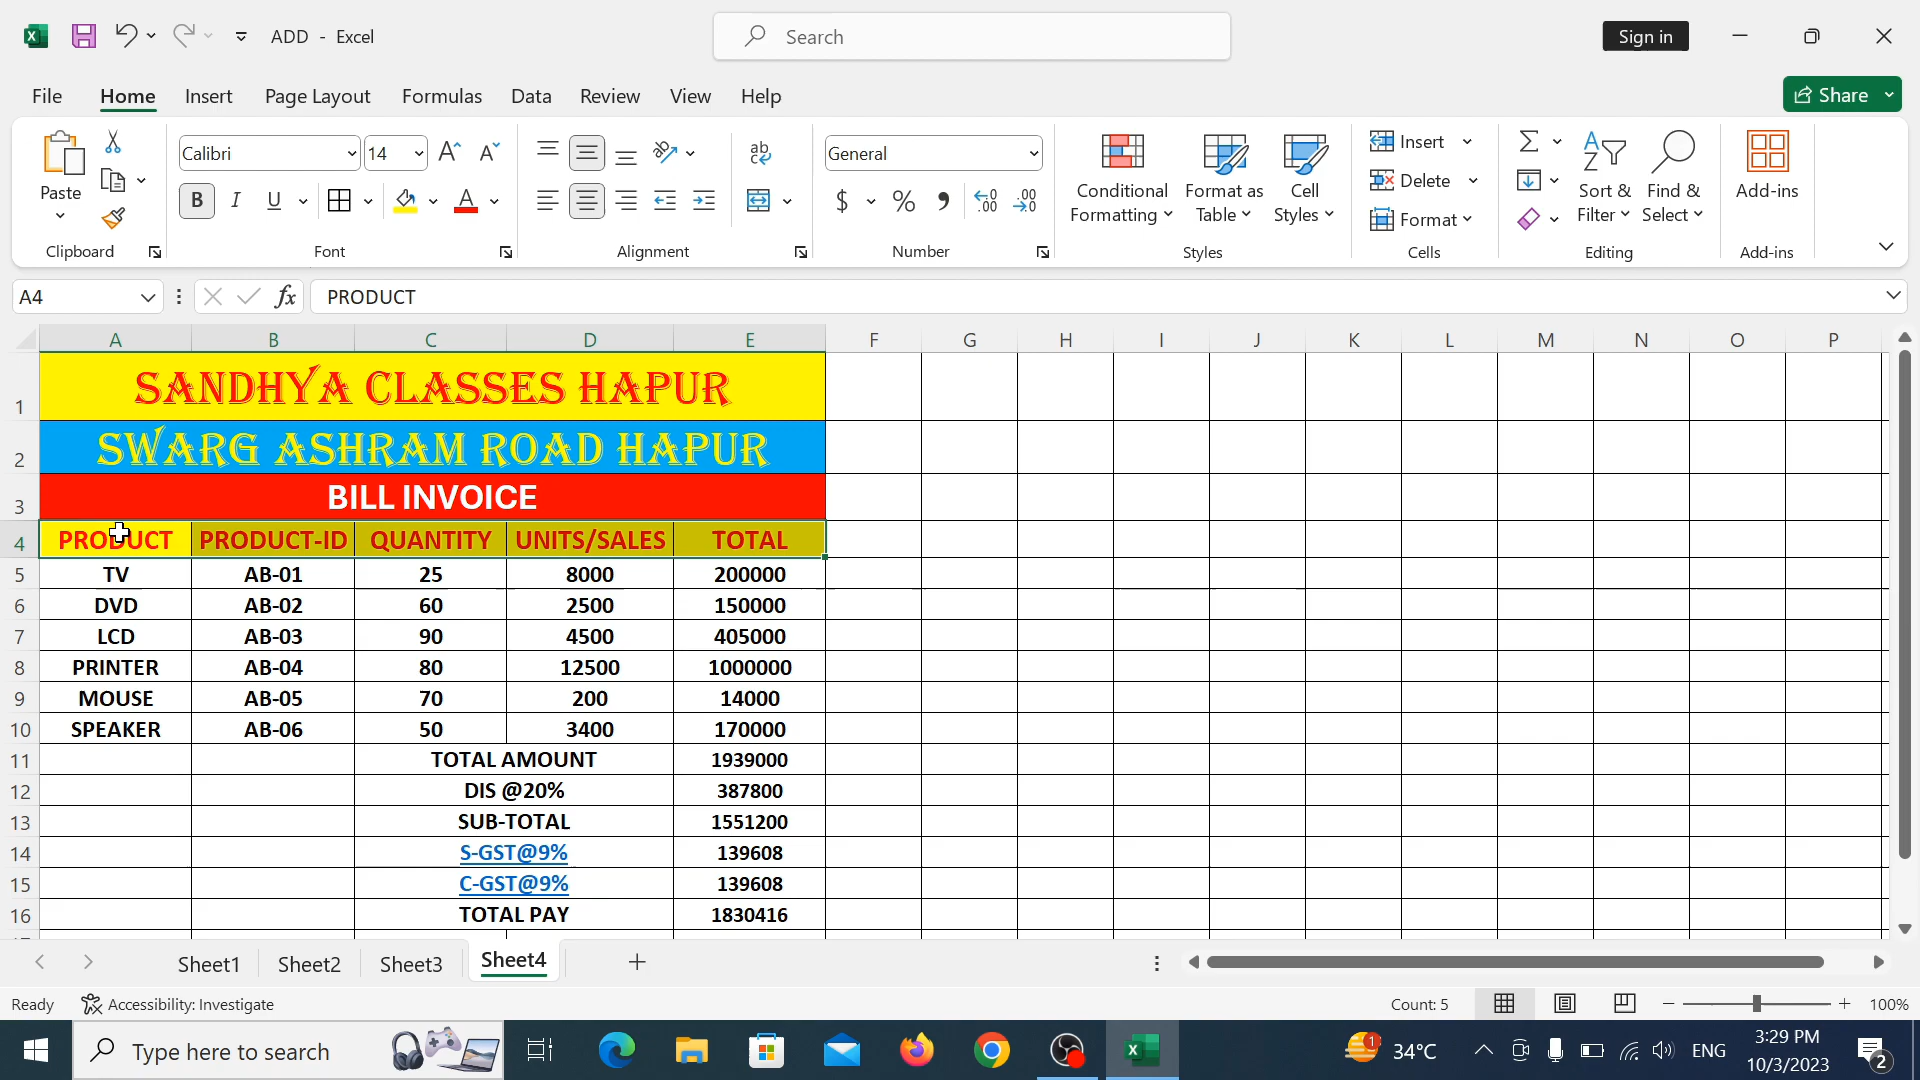 ADD - Excel
Search
Sign in
File Home Insert Page Layout Formulas Data Review View Help
Share
Paste
Clipboard
Calibri 14
B I U
Font
Alignment
General
Number
Conditional Formatting
Format as Table
Cell Styles
Styles
Insert
Delete
Format
Cells
Sort & Filter
Find & Select
Editing
Add-ins
Add-ins
A4 fx PRODUCT
A B C D E F G H I J K L M N O P
1 SANDHYA CLASSES HAPUR
2 SWARG ASHRAM ROAD HAPUR
3 BILL INVOICE
4 PRODUCT PRODUCT-ID QUANTITY UNITS/SALES TOTAL
5 TV AB-01 25 8000 200000
6 DVD AB-02 60 2500 150000
7 LCD AB-03 90 4500 405000
8 PRINTER AB-04 80 12500 1000000
9 MOUSE AB-05 70 200 14000
10 SPEAKER AB-06 50 3400 170000
11 TOTAL AMOUNT 1939000
12 DIS @20% 387800
13 SUB-TOTAL 1551200
14 S-GST@9% 139608
15 C-GST@9% 139608
16 TOTAL PAY 1830416
Sheet1 Sheet2 Sheet3 Sheet4
Ready Accessibility: Investigate Count: 5 100%
Type here to search
34°C ENG 3:29 PM
10/3/2023 2